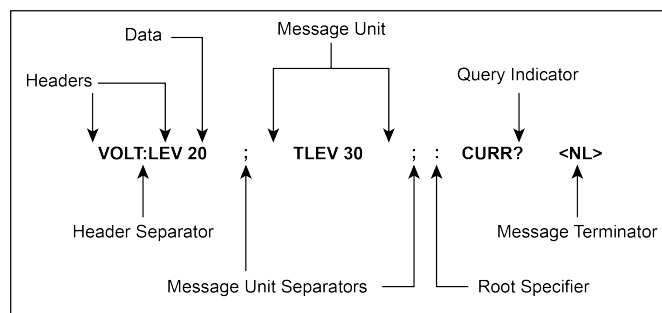 Message Unit
Data
Query Indicator
Headers
VOLT:LEV 20 ; TLEV 30 ; : CURR? <NL>
Header Separator
Message Terminator
Message Unit Separators
Root Specifier